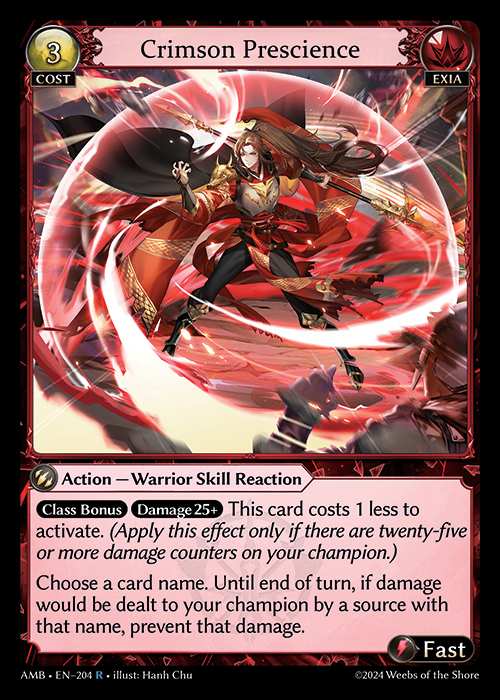 3
COST
Crimson Prescience
EXIA
Action — Warrior Skill Reaction
Class Bonus Damage 25+ This card costs 1 less to
activate. (Apply this effect only if there are twenty-five
or more damage counters on your champion.)
Choose a card name. Until end of turn, if damage
would be dealt to your champion by a source with
that name, prevent that damage.
Fast
AMB • EN–204 R • illust: Hanh Chu
©2024 Weebs of the Shore